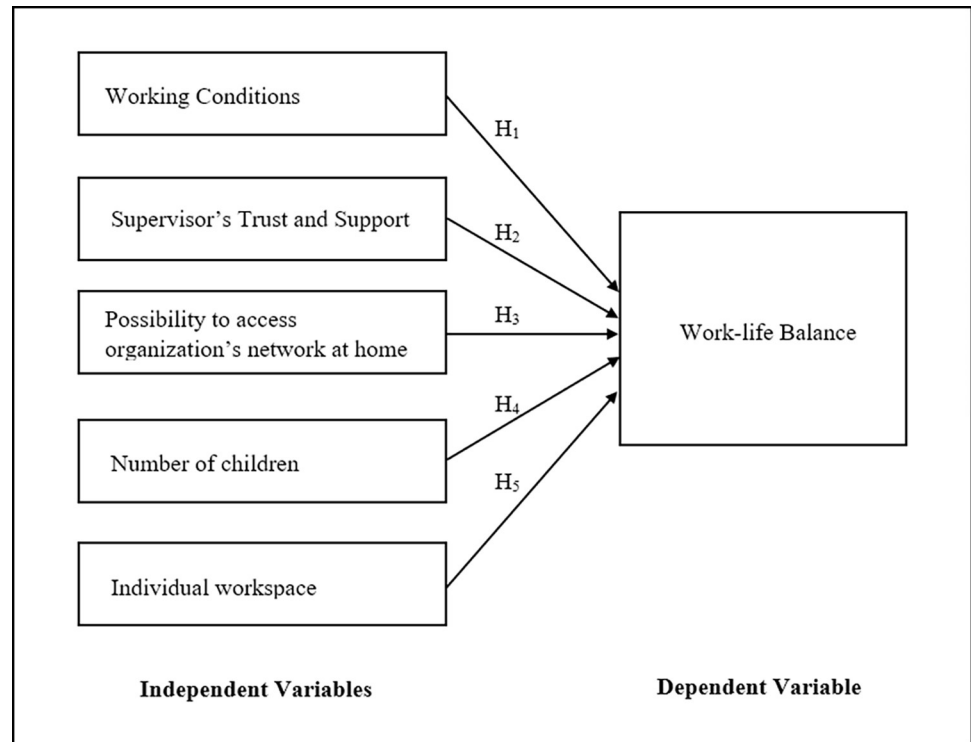 Working Conditions
H₁
Supervisor’s Trust and Support
H₂
Possibility to access
organization’s network at home
H₃
Work-life Balance
H₄
Number of children
H₅
Individual workspace
Independent Variables
Dependent Variable